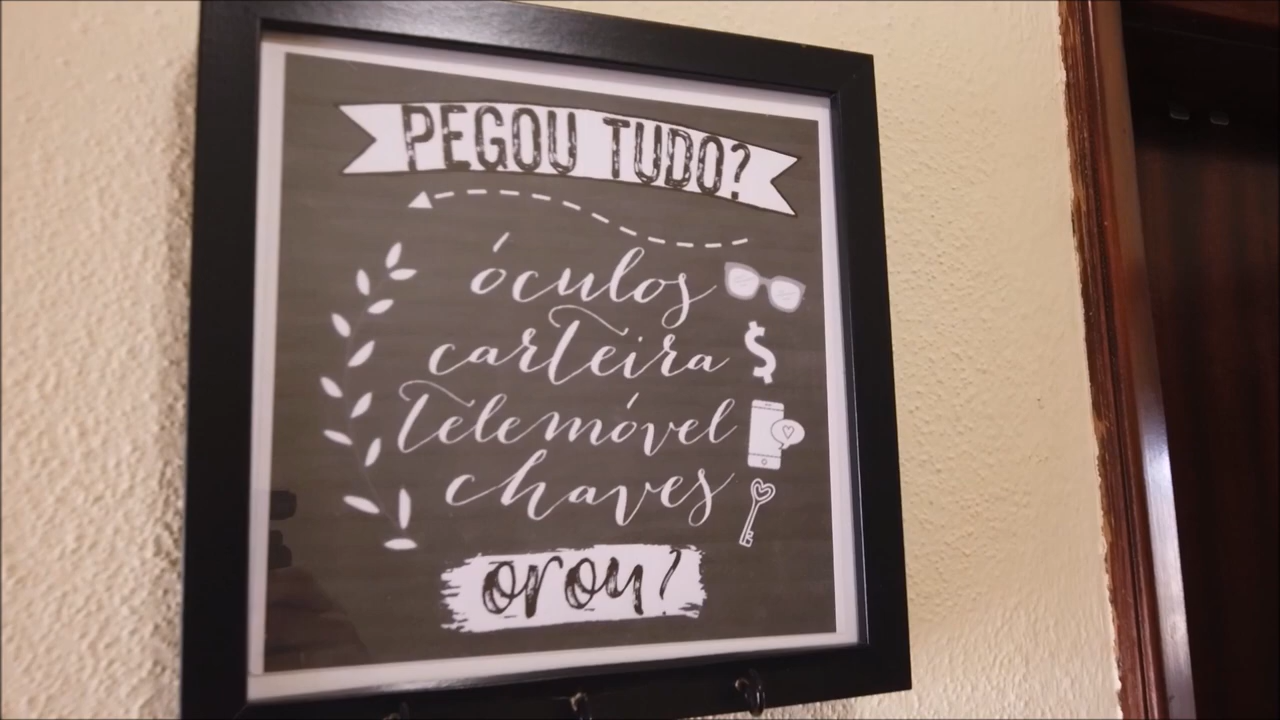 PEGOU TUDO?
óculos
carteira
telemóvel
chaves
orou?